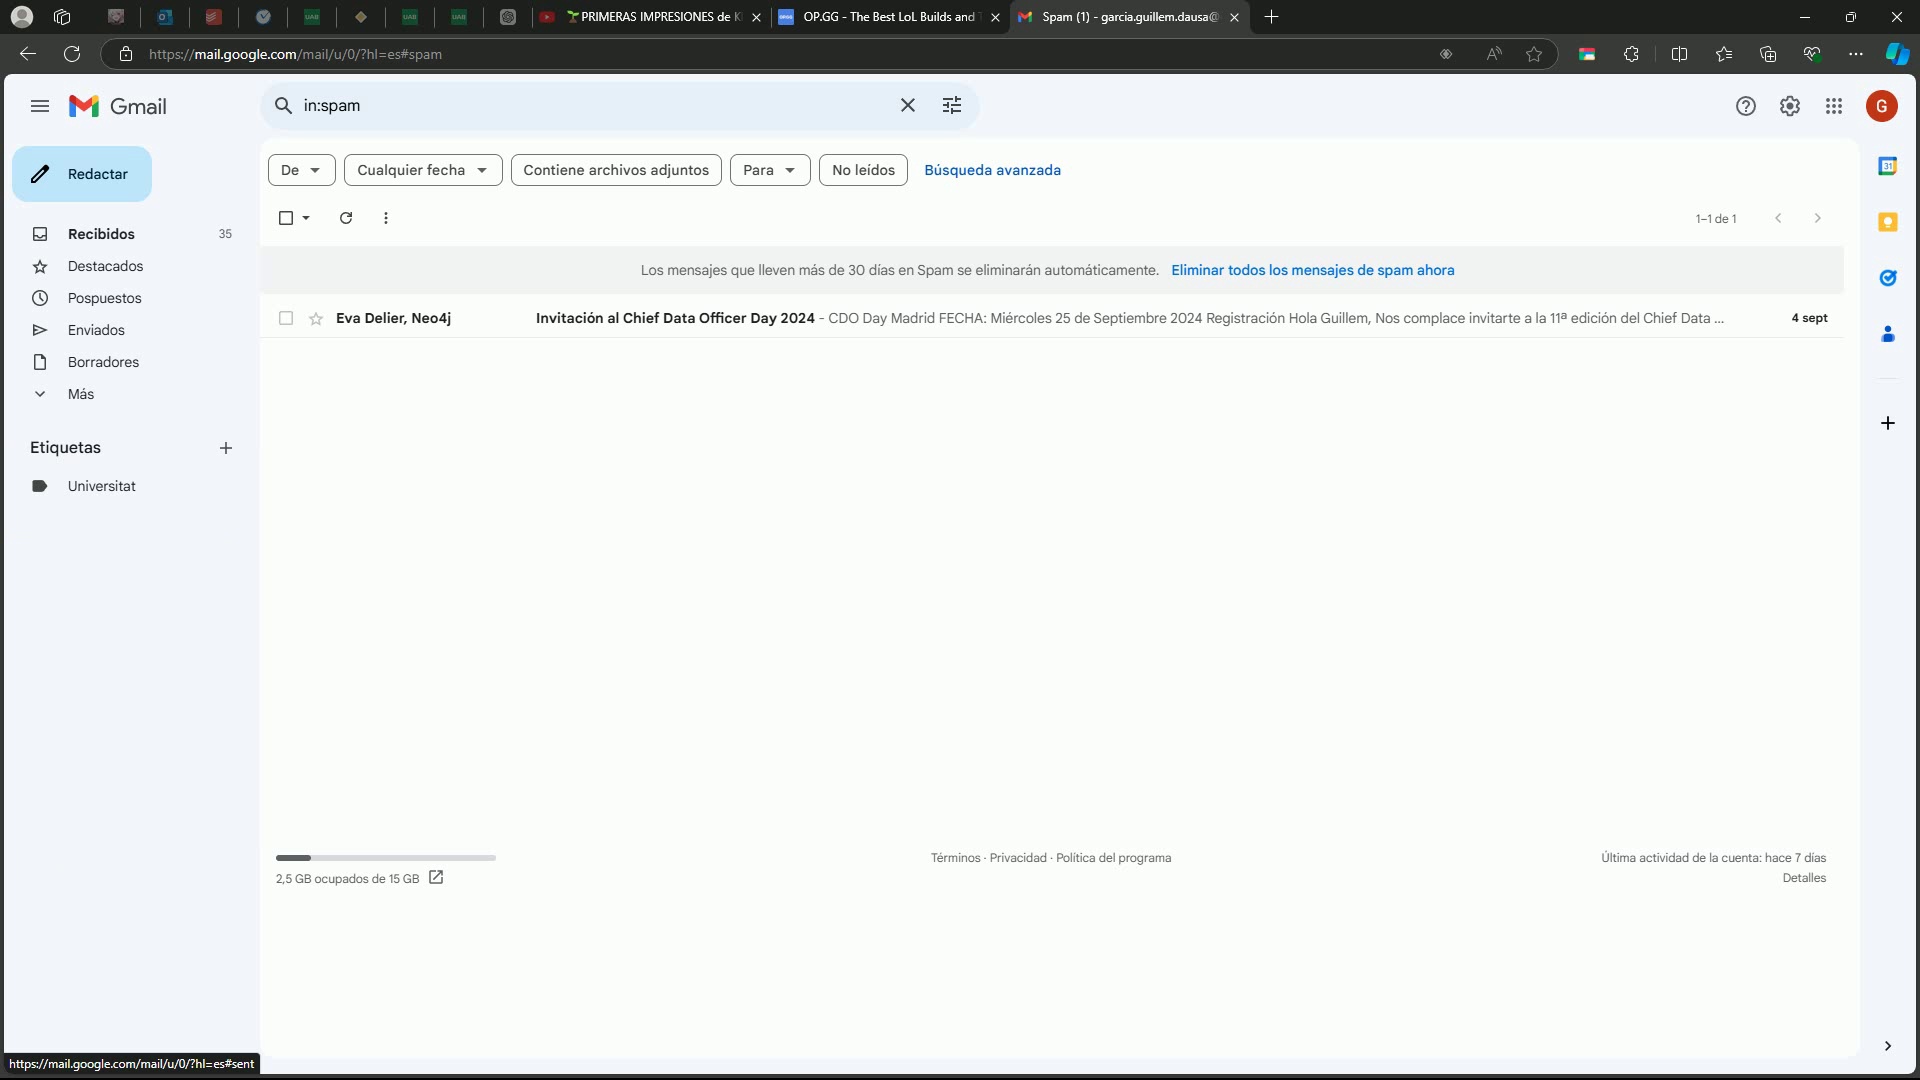 PRIMERAS IMPRESIONES de K
OP.GG - The Best LoL Builds and T
Spam (1) - garcia.guillem.dausa@
https://mail.google.com/mail/u/0/?hl=es#spam
Gmail
in:spam
G
Redactar
De
Cualquier fecha
Contiene archivos adjuntos
Para
No leídos
Búsqueda avanzada
1–1 de 1
Recibidos 35
Destacados
Pospuestos
Enviados
Borradores
Más
Etiquetas
Universitat
Los mensajes que lleven más de 30 días en Spam se eliminarán automáticamente. Eliminar todos los mensajes de spam ahora
Eva Delier, Neo4j Invitación al Chief Data Officer Day 2024 - CDO Day Madrid FECHA: Miércoles 25 de Septiembre 2024 Registración Hola Guillem, Nos complace invitarte a la 11ª edición del Chief Data ... 4 sept
2,5 GB ocupados de 15 GB
Términos · Privacidad · Política del programa
Última actividad de la cuenta: hace 7 días
Detalles
https://mail.google.com/mail/u/0/?hl=es#sent